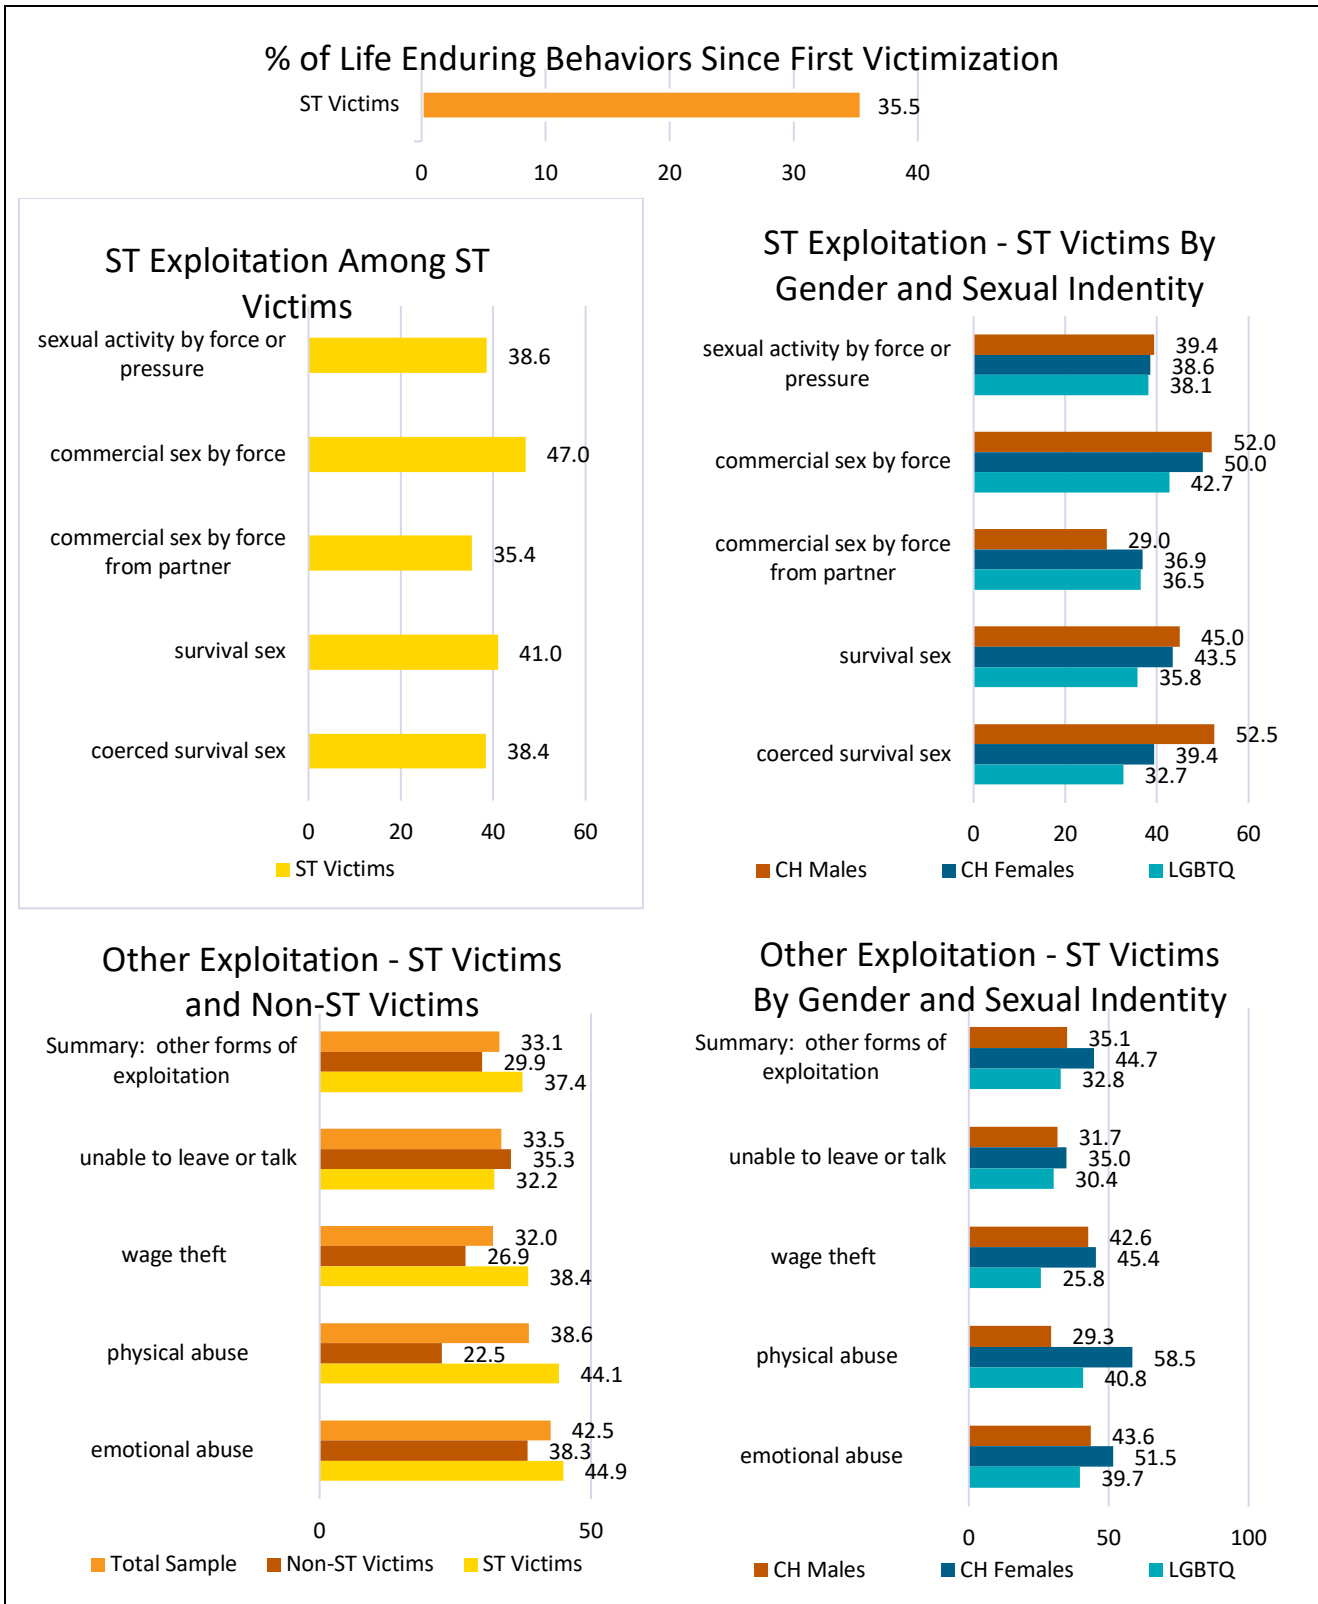 % of Life Enduring Behaviors Since First Victimization
ST Victims
35.5
0 10 20 30 40
ST Exploitation Among ST
Victims
sexual activity by force or
pressure
38.6
commercial sex by force
47.0
commercial sex by force
from partner
35.4
survival sex
41.0
coerced survival sex
38.4
0 20 40 60
ST Victims
ST Exploitation - ST Victims By
Gender and Sexual Indentity
sexual activity by force or
pressure
39.4
38.6
38.1
commercial sex by force
52.0
50.0
42.7
commercial sex by force
from partner
29.0
36.9
36.5
survival sex
45.0
43.5
35.8
coerced survival sex
52.5
39.4
32.7
0 20 40 60
CH Males CH Females LGBTQ
Other Exploitation - ST Victims
and Non-ST Victims
Summary: other forms of
exploitation
33.1
29.9
37.4
unable to leave or talk
33.5
35.3
32.2
wage theft
32.0
26.9
38.4
physical abuse
38.6
22.5
44.1
emotional abuse
42.5
38.3
44.9
0 50
Total Sample Non-ST Victims ST Victims
Other Exploitation - ST Victims
By Gender and Sexual Indentity
Summary: other forms of
exploitation
35.1
44.7
32.8
unable to leave or talk
31.7
35.0
30.4
wage theft
42.6
45.4
25.8
physical abuse
29.3
58.5
40.8
emotional abuse
43.6
51.5
39.7
0 50 100
CH Males CH Females LGBTQ